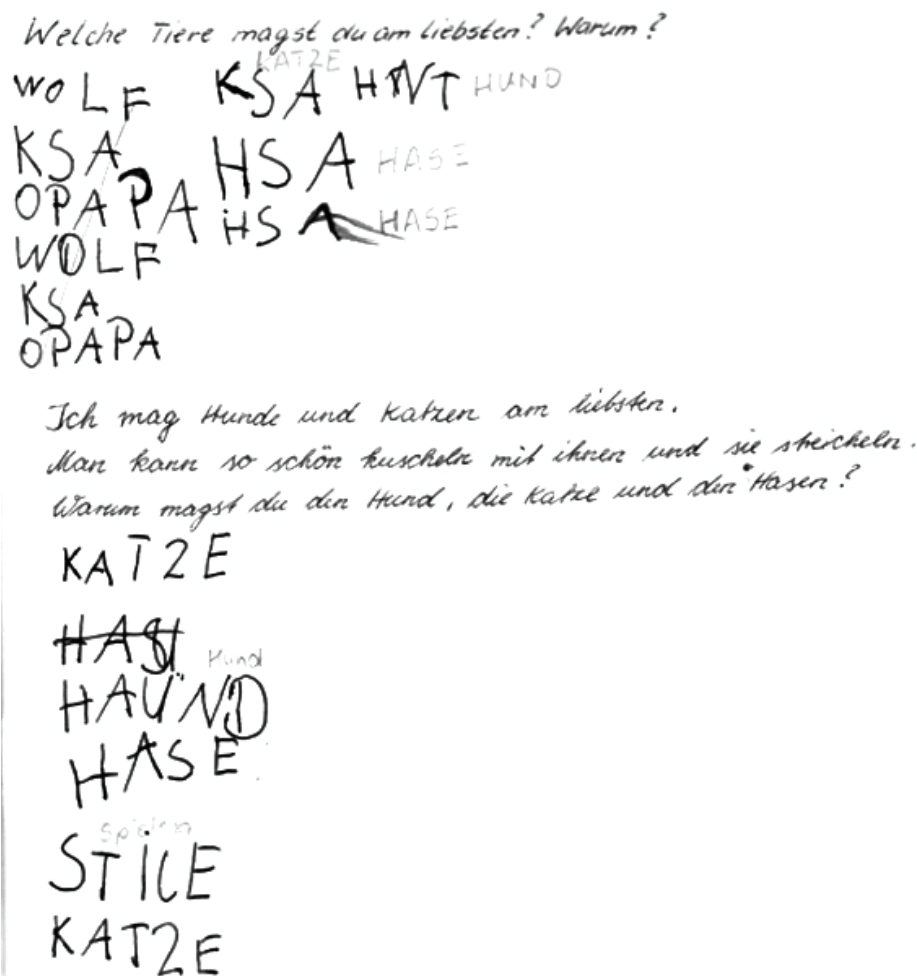 Welche Tiere magst du am liebsten? Warum?
KATZE
WOLF KSA HNT HUND
KSA HSA HASE
OPAPA HSA HASE
WOLF
KSA
OPAPA
Ich mag Hunde und Katzen am liebsten.
Man kann so schön kuscheln mit ihnen und sie streicheln.
Warum magst du den Hund, die Katze und den Hasen?
KATZE
Hund
HAUND
HASE
Spielen
STILE
KATZE